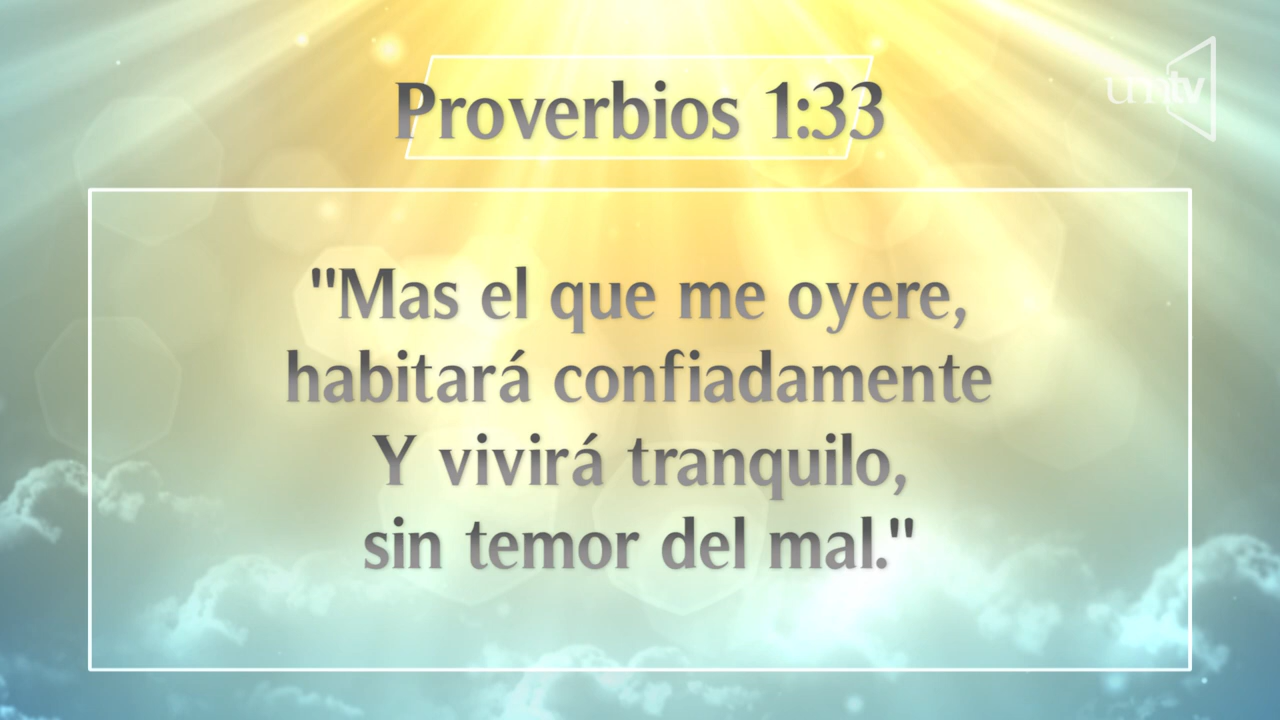 Proverbios 1:33
umtv
"Mas el que me oyere,
habitará confiadamente
Y vivirá tranquilo,
sin temor del mal."